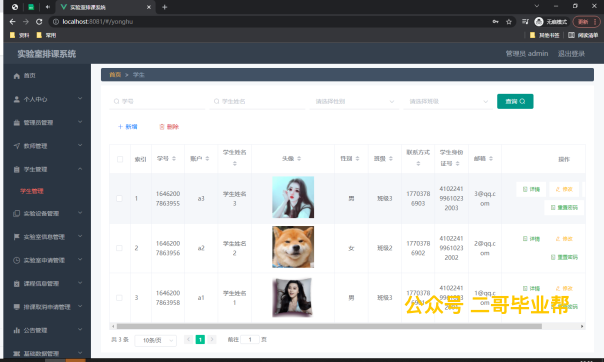 实验室排课系统
localhost:8081/#/yonghu
无痕模式
更新
资料
常用
其他书签
阅读清单
实验室排课系统
管理员 admin
退出登录
首页
个人中心
管理员管理
教师管理
学生管理
学生管理
实验设备管理
实验室信息管理
实验室申请管理
课程信息管理
排课取消申请管理
公告管理
基础数据管理
首页 > 学生
学号
学生姓名
请选择性别
请选择班级
查询
+ 新增
删除
索引 学号 账户 学生姓名 头像 性别 班级 联系方式 学生身份证号 邮箱 操作
1 16462007863955 a3 学生姓名3 男 班级3 17703786903 410224199610232003 3@qq.com 详情 修改 重置密码
2 16462007863958 a2 学生姓名2 女 班级2 17703786902 410224199610232002 2@qq.com 详情 修改 重置密码
3 16462007863958 a1 学生姓名1 男 班级1 17703786901 1@qq.com 详情 修改
公众号 二哥毕业帮
共 3 条 10条/页 < 1 > 前往 1 页